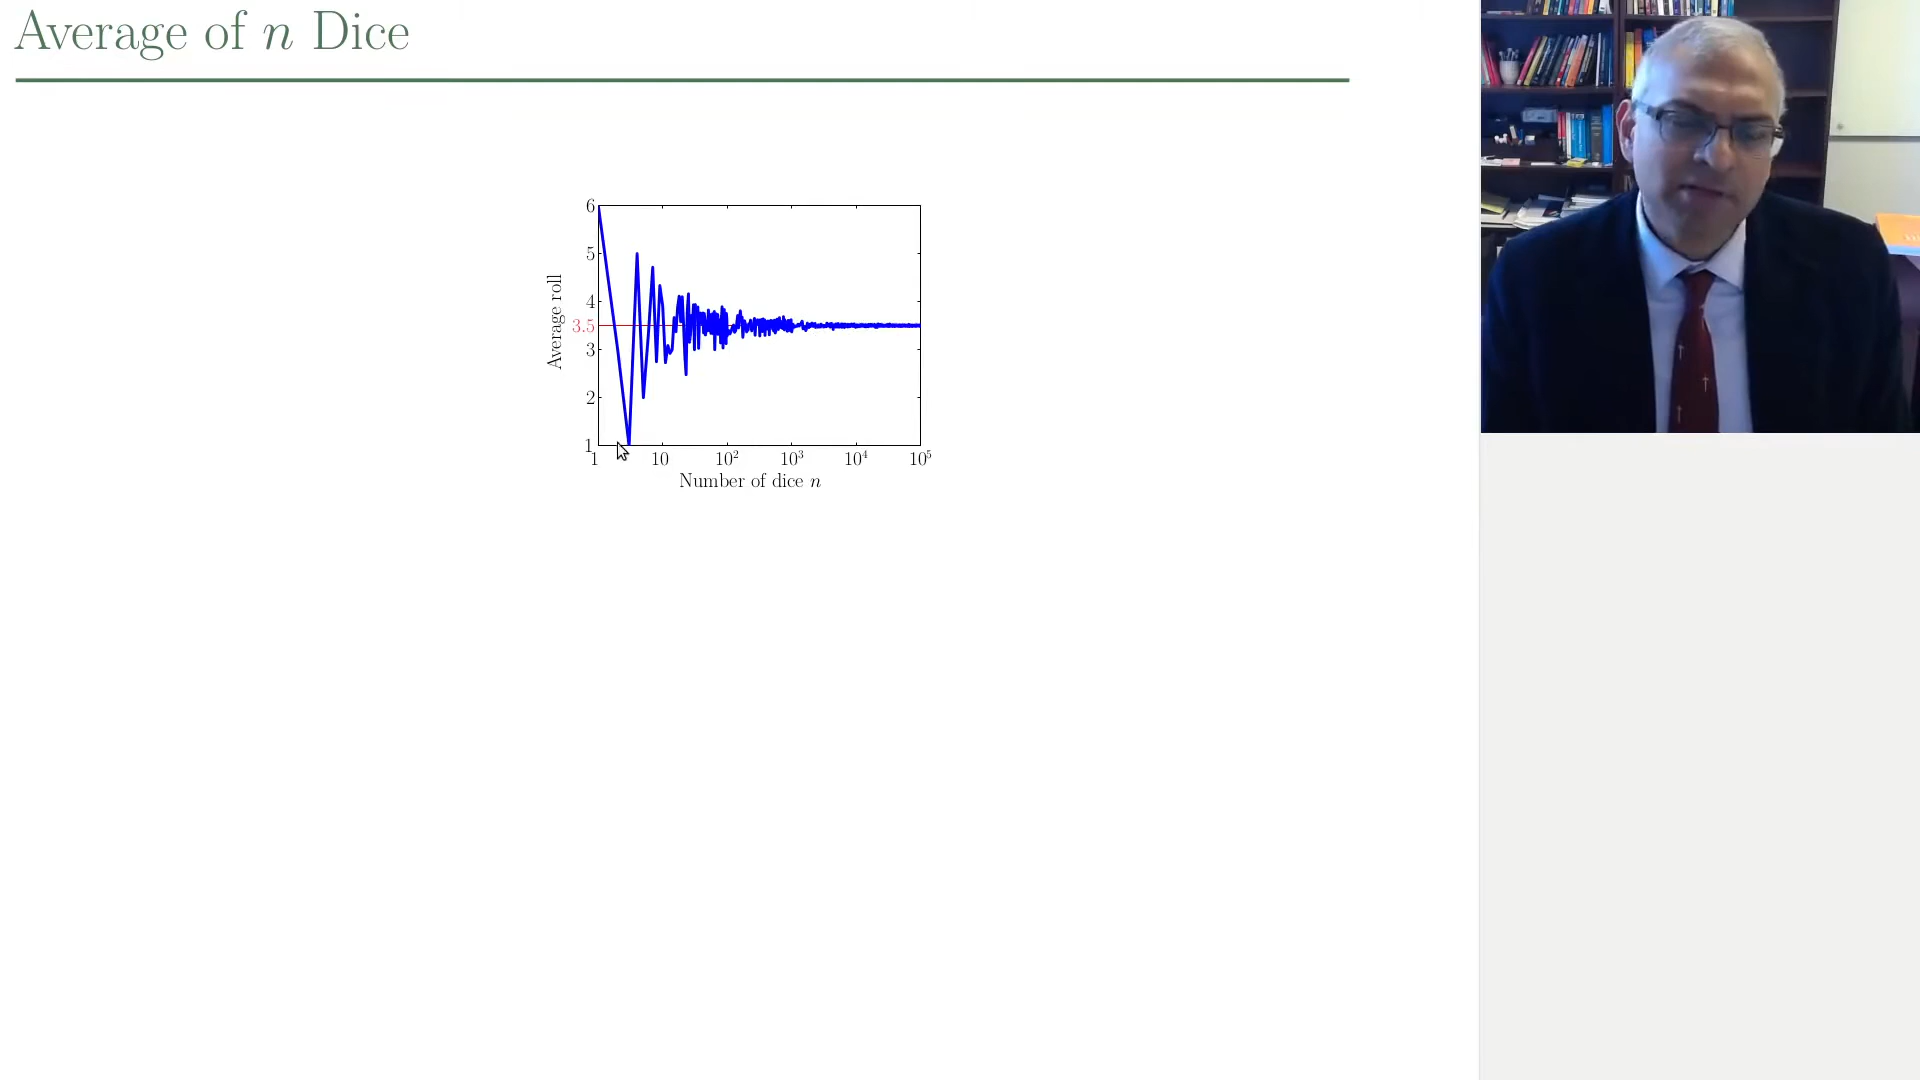 Average of n Dice
6
5
4
3.5
3
2
1
Average roll
1 10 10² 10³ 10⁴ 10⁵
Number of dice n